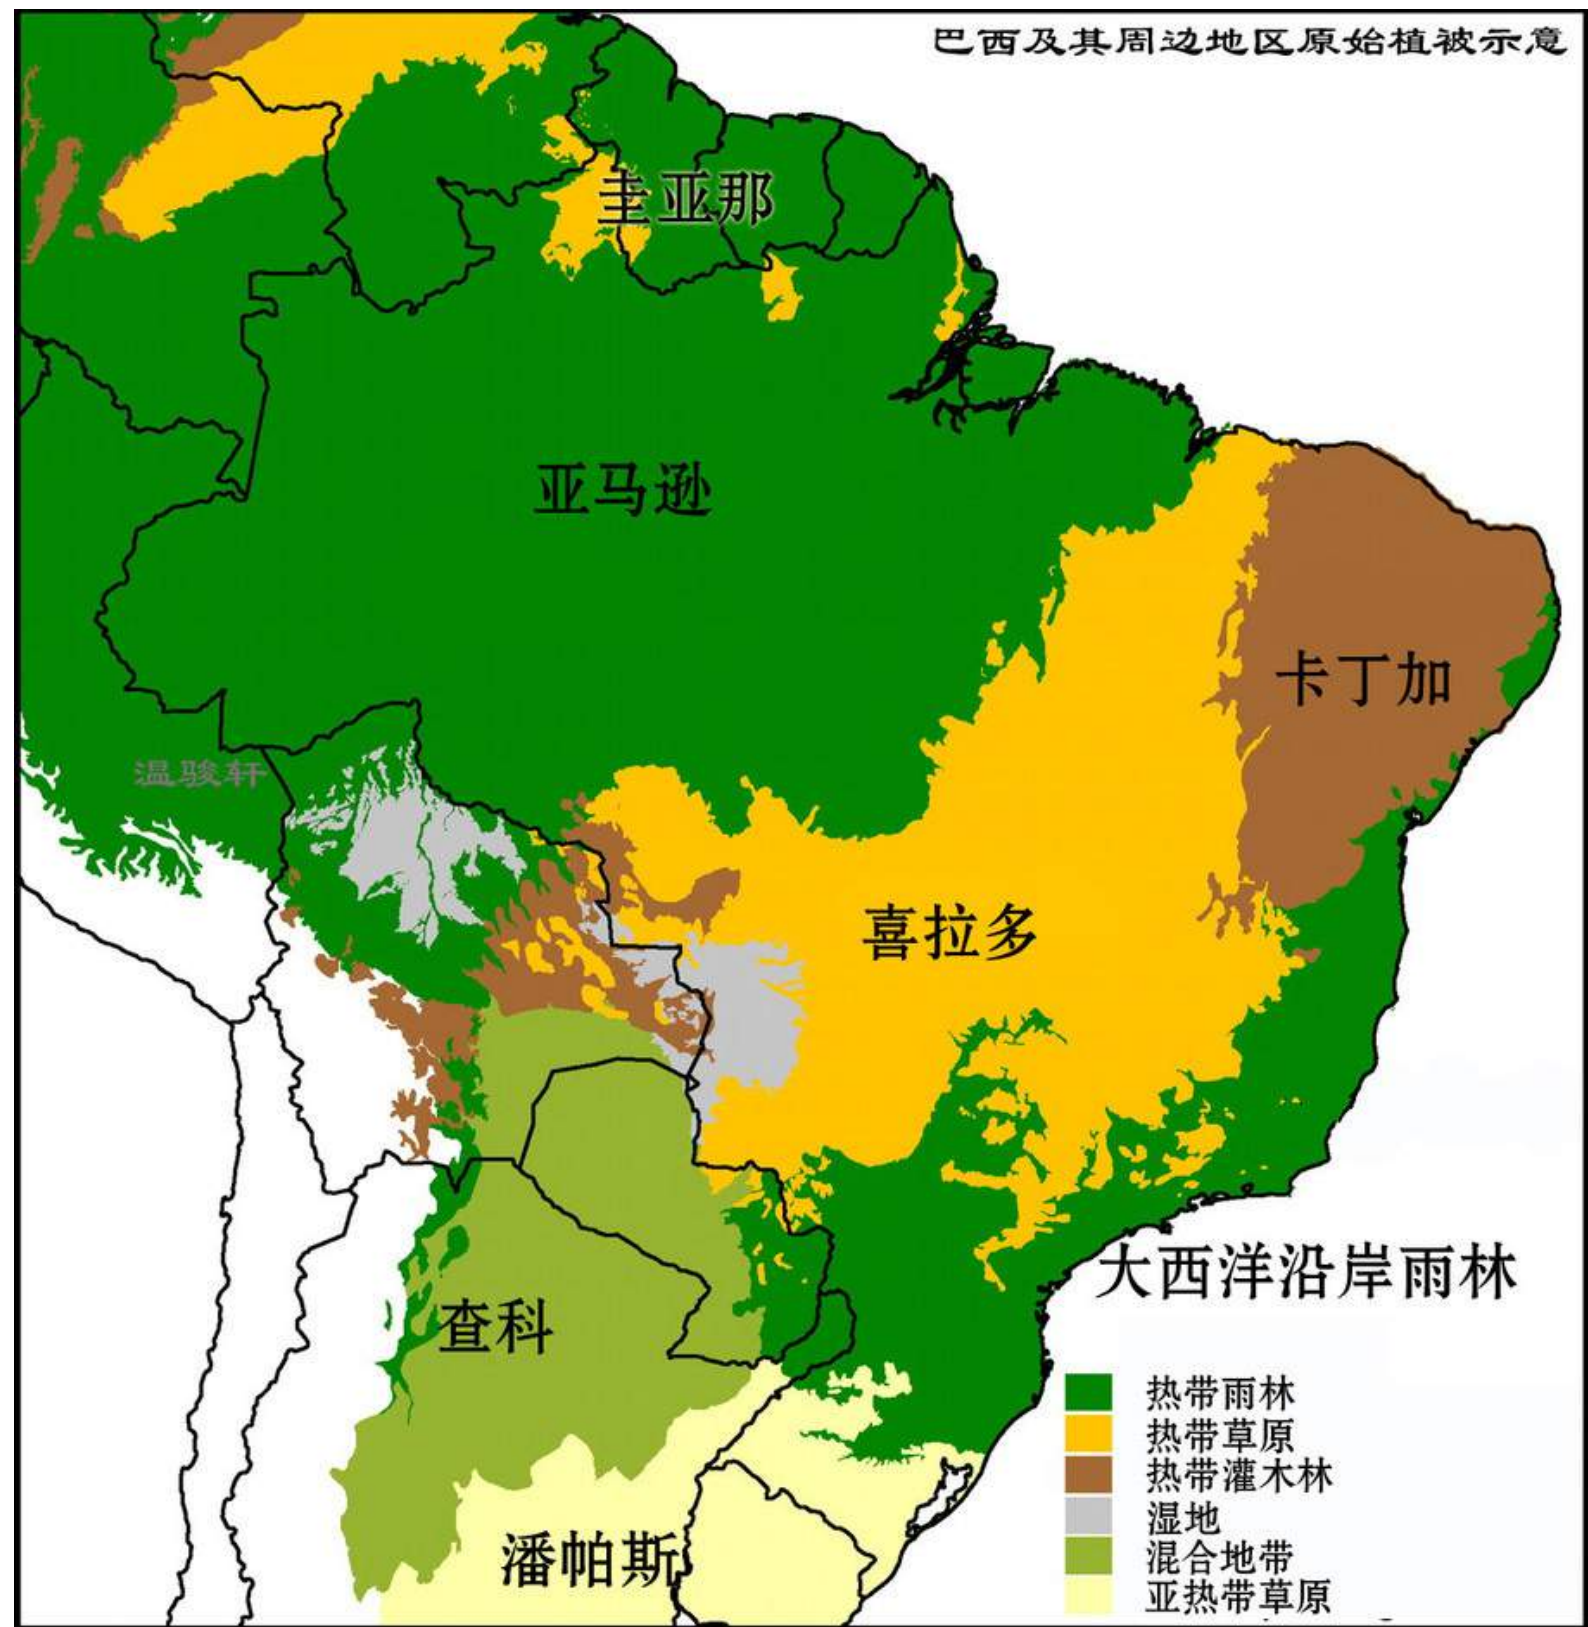 巴西及其周边地区原始植被示意
圭亚那
亚马逊
卡丁加
温骏轩
喜拉多
大西洋沿岸雨林
查科
潘帕斯
热带雨林
热带草原
热带灌木林
湿地
混合地带
亚热带草原